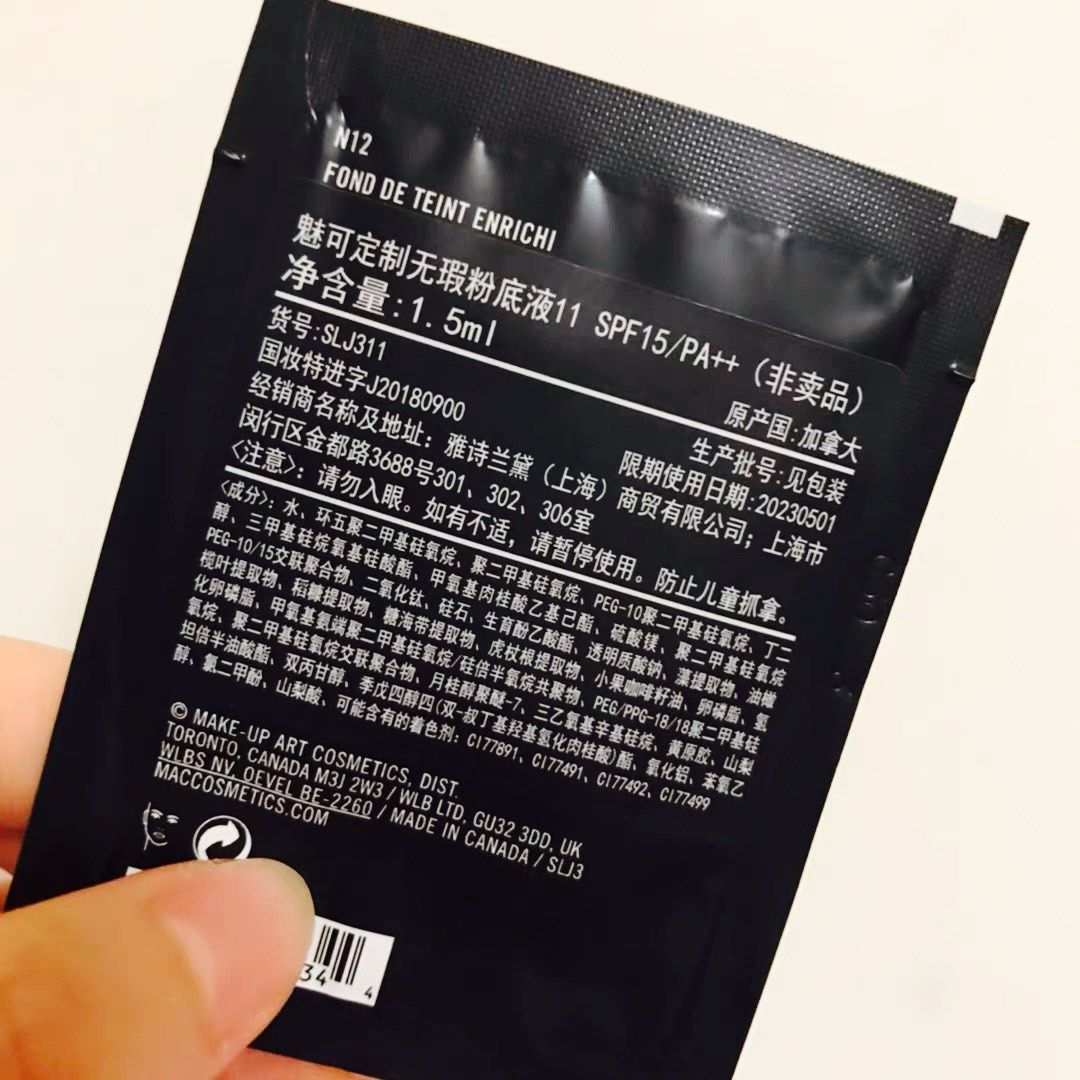 N12
FOND DE TEINT ENRICHI
魅可定制无瑕粉底液11 SPF15/PA++（非卖品）
净含量:1.5ml
原产国:加拿大
货号:SLJ311
生产批号:见包装
国妆特进字J20180900
限期使用日期:20230501
经销商名称及地址: 雅诗兰黛（上海）商贸有限公司；上海市
闵行区金都路3688号301、302、306室
〈注意〉: 请勿入眼。如有不适，请暂停使用。防止儿童抓拿。
〈成分〉: 水、环五聚二甲基硅氧烷、聚二甲基硅氧烷、PEG-10聚二甲基硅氧烷、丁二
醇、三甲基硅烷氧基硅酸酯、甲氧基肉桂酸乙基己酯、硫酸镁、聚二甲基硅氧烷
PEG-10/15交联聚合物、二氧化钛、硅石、生育酚乙酸酯、透明质酸钠、藻提取物、油橄
榄叶提取物、稻糠提取物、糖海带提取物、虎杖根提取物、小果咖啡籽油、卵磷脂、氢
化卵磷脂、甲氧基氨端聚二甲基硅氧烷/硅倍半氧烷共聚物、PEG/PPG-18/18聚二甲基硅
氧烷、聚二甲基硅氧烷交联聚合物、月桂醇聚醚-7、三乙氧基辛基硅烷、黄原胶、山梨
坦倍半油酸酯、双丙甘醇、季戊四醇四(双-叔丁基羟基氢化肉桂酸)酯、氧化铝、苯氧乙
醇、氯二甲酚、山梨酸、可能含有的着色剂: CI77891、CI77491、CI77492、CI77499
© MAKE-UP ART COSMETICS, DIST.
TORONTO, CANADA M3J 2W3 / WLB LTD, GU32 3DD, UK
WLBS NV, OEVEL BE-2260 / MADE IN CANADA / SLJ3
MACCOSMETICS.COM
34 4